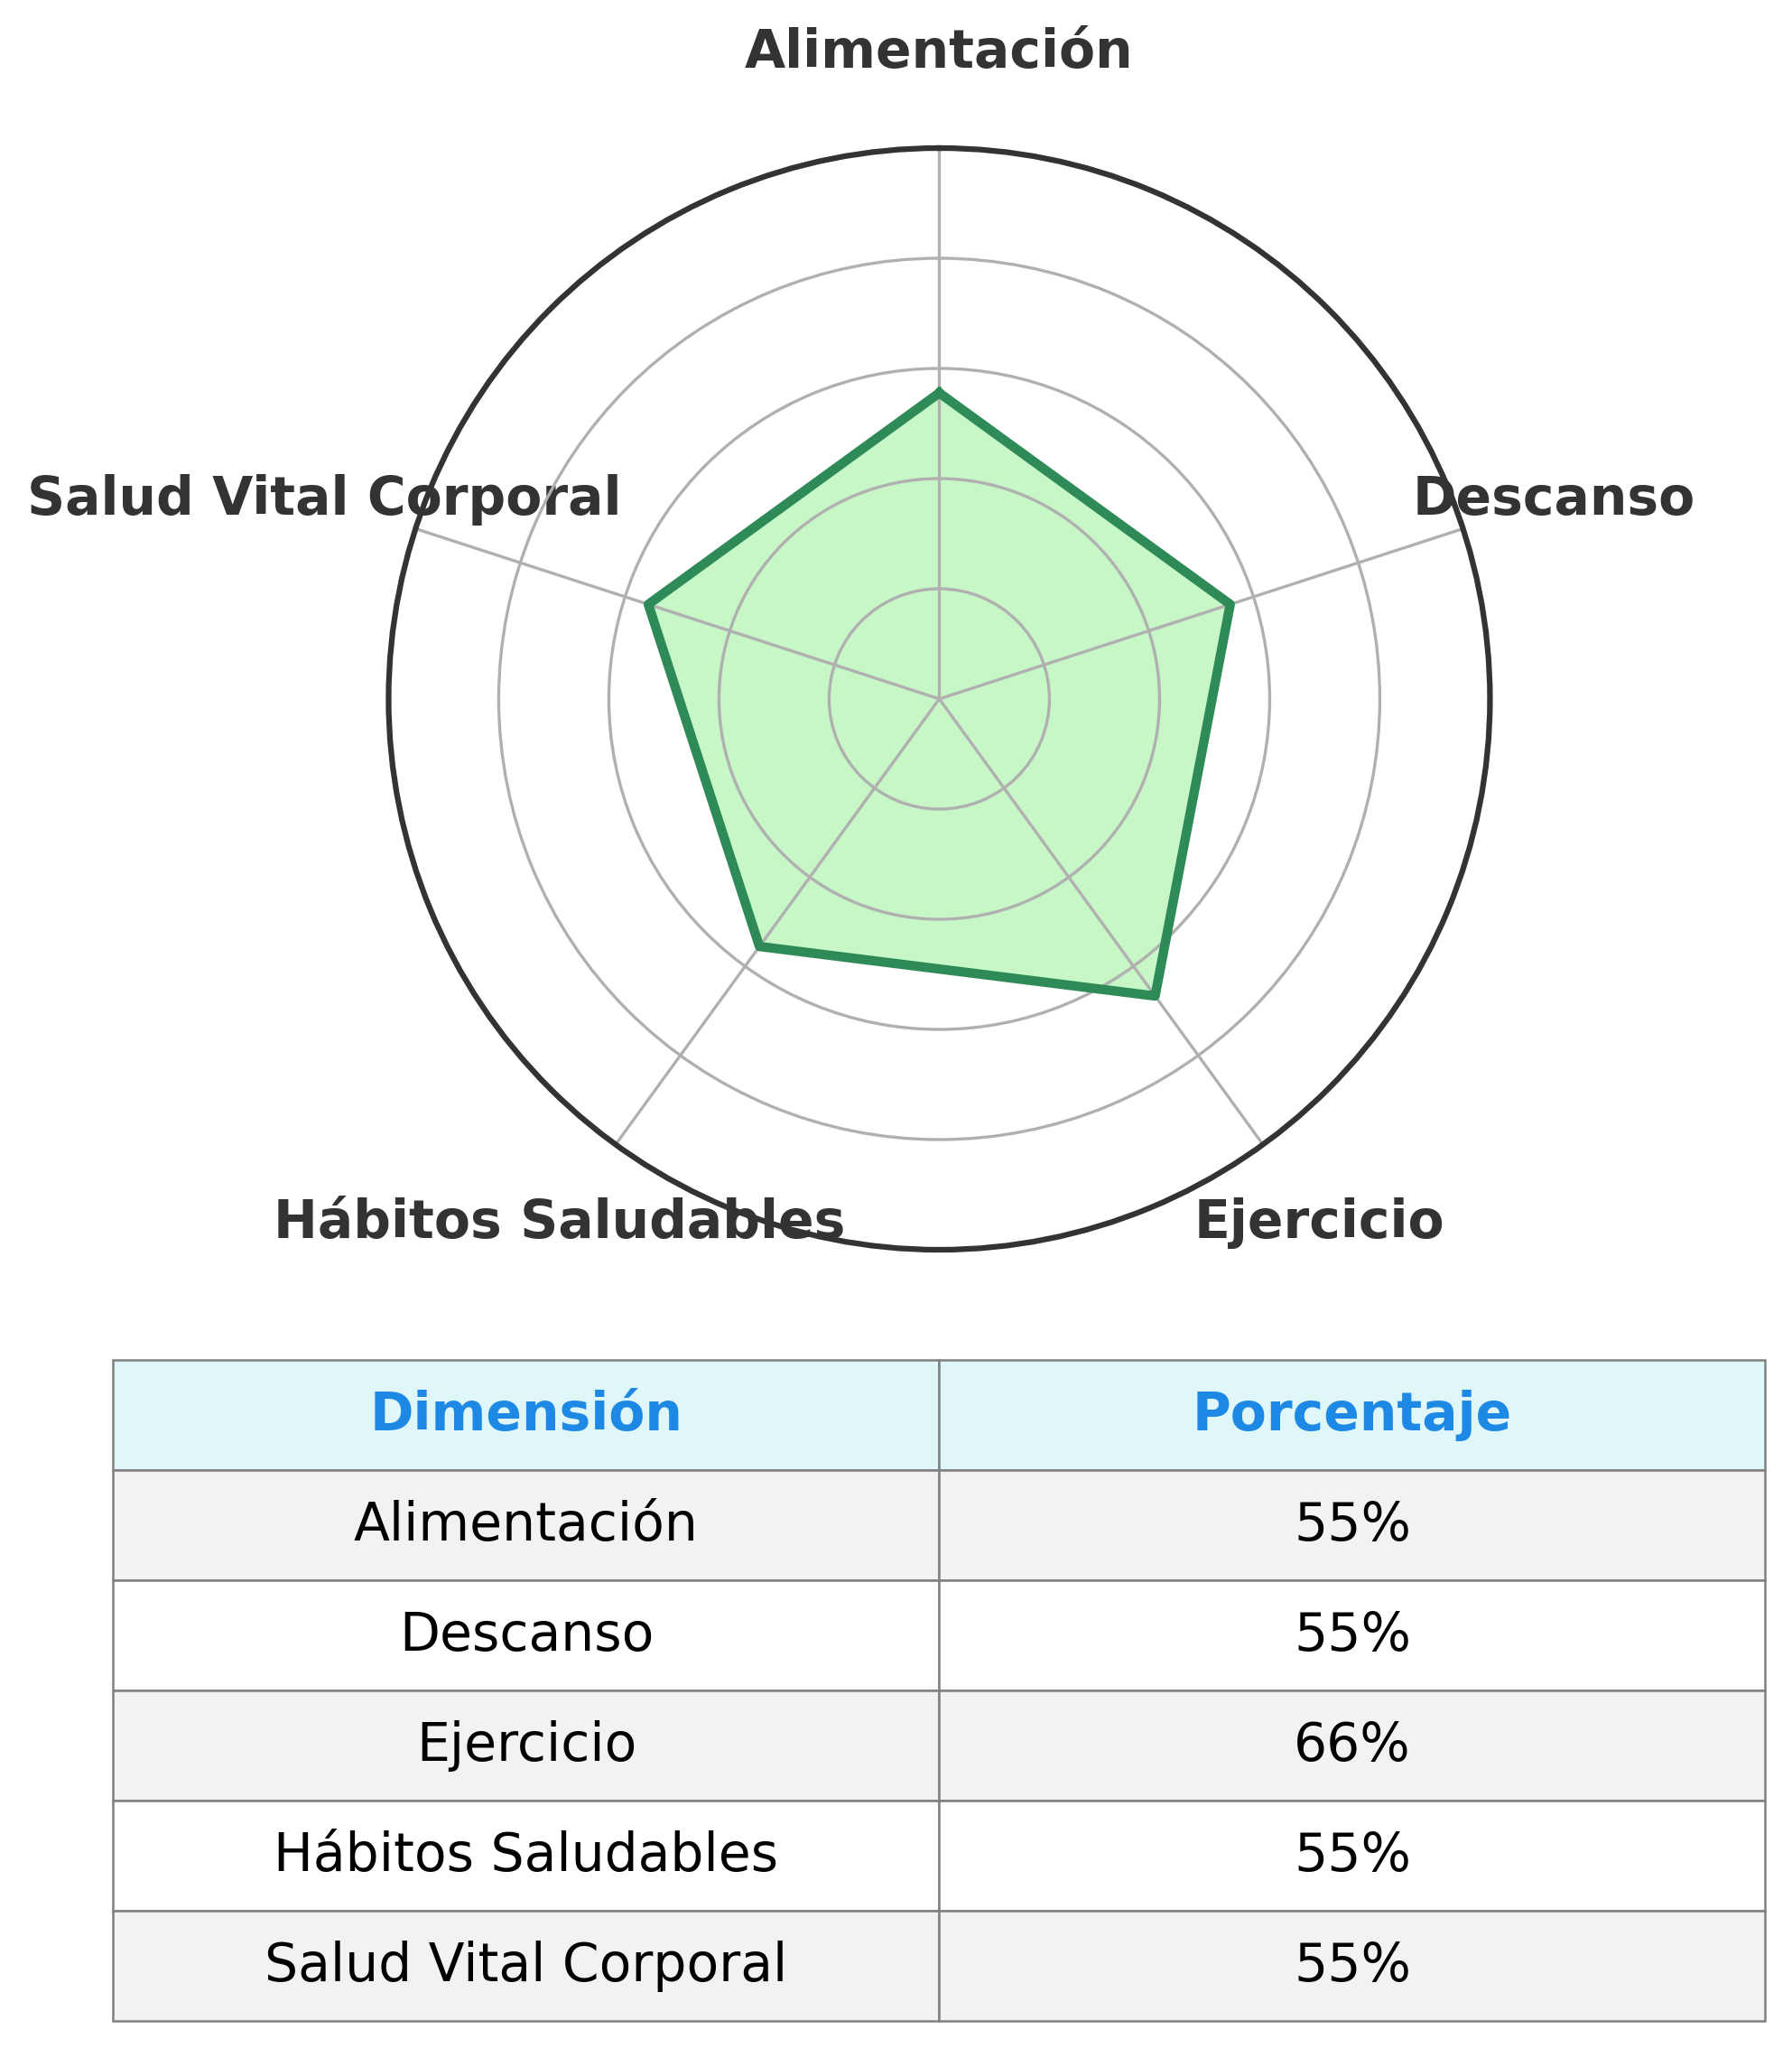 Alimentación
Salud Vital Corporal
Descanso
Hábitos Saludables
Ejercicio
Dimensión Porcentaje
Alimentación 55%
Descanso 55%
Ejercicio 66%
Hábitos Saludables 55%
Salud Vital Corporal 55%